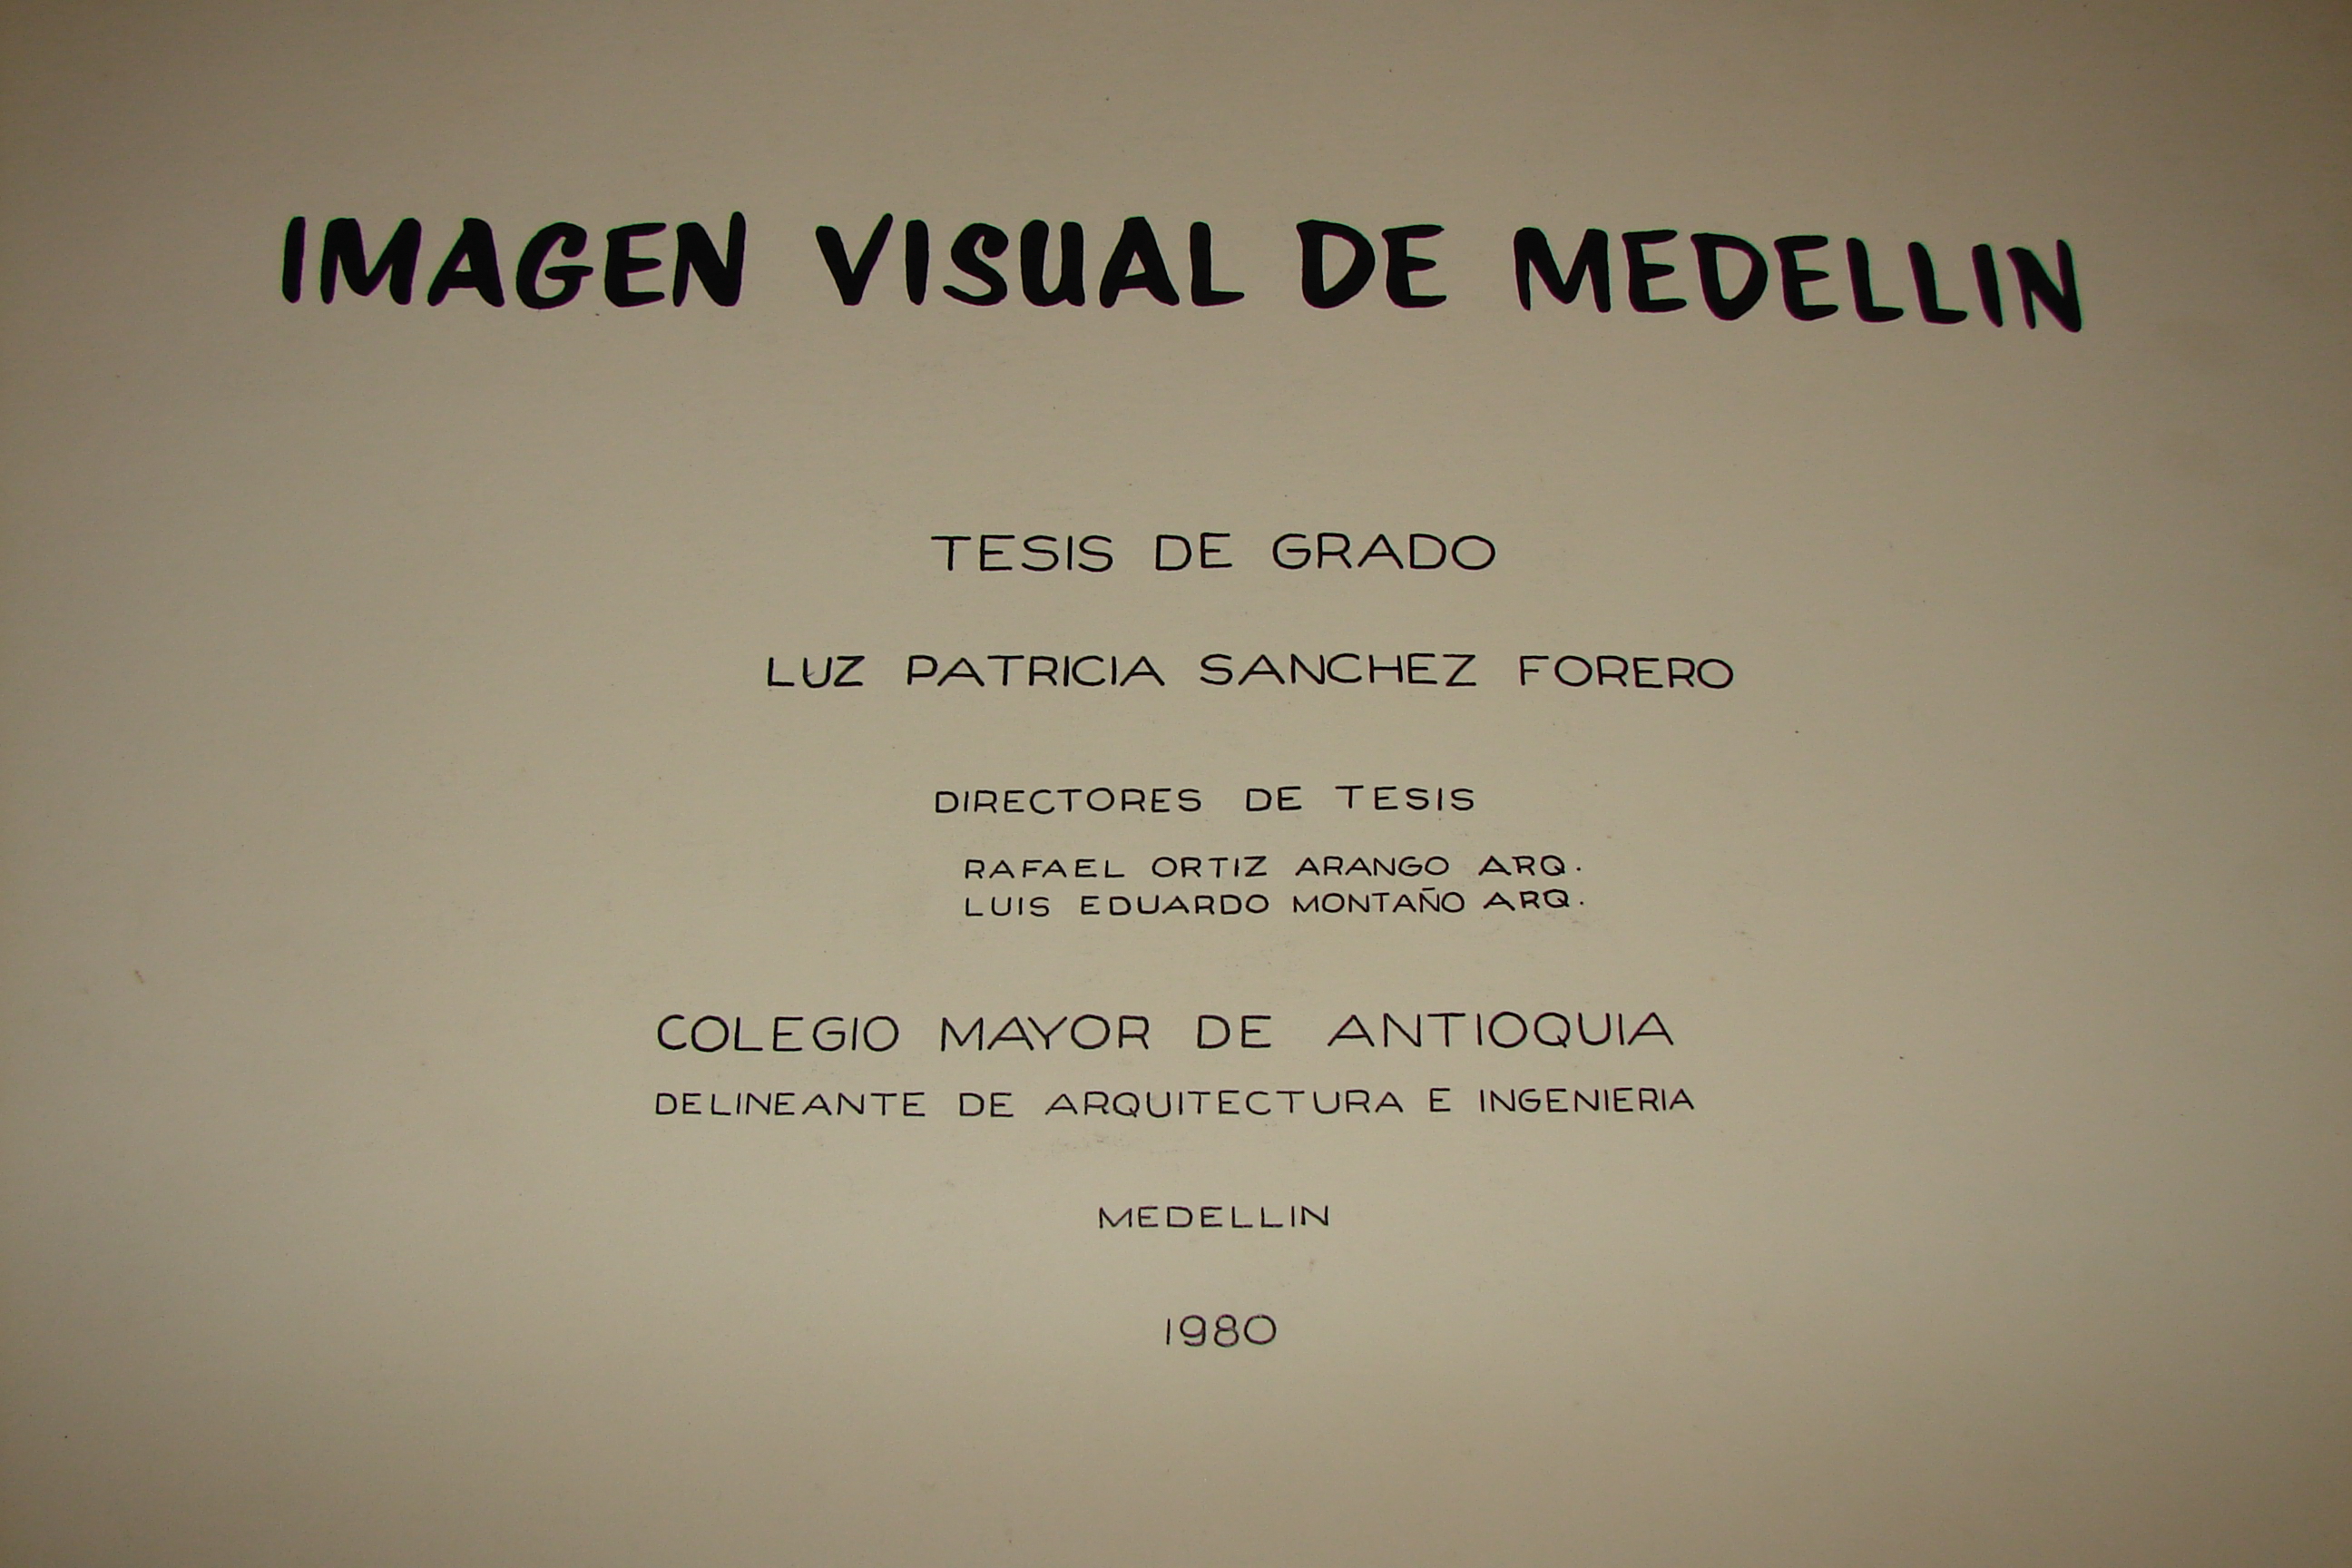 IMAGEN VISUAL DE MEDELLIN
TESIS DE GRADO
LUZ PATRICIA SANCHEZ FORERO
DIRECTORES DE TESIS
RAFAEL ORTIZ ARANGO ARQ.
LUIS EDUARDO MONTAÑO ARQ.
COLEGIO MAYOR DE ANTIOQUIA
DELINEANTE DE ARQUITECTURA E INGENIERIA
MEDELLIN
1980